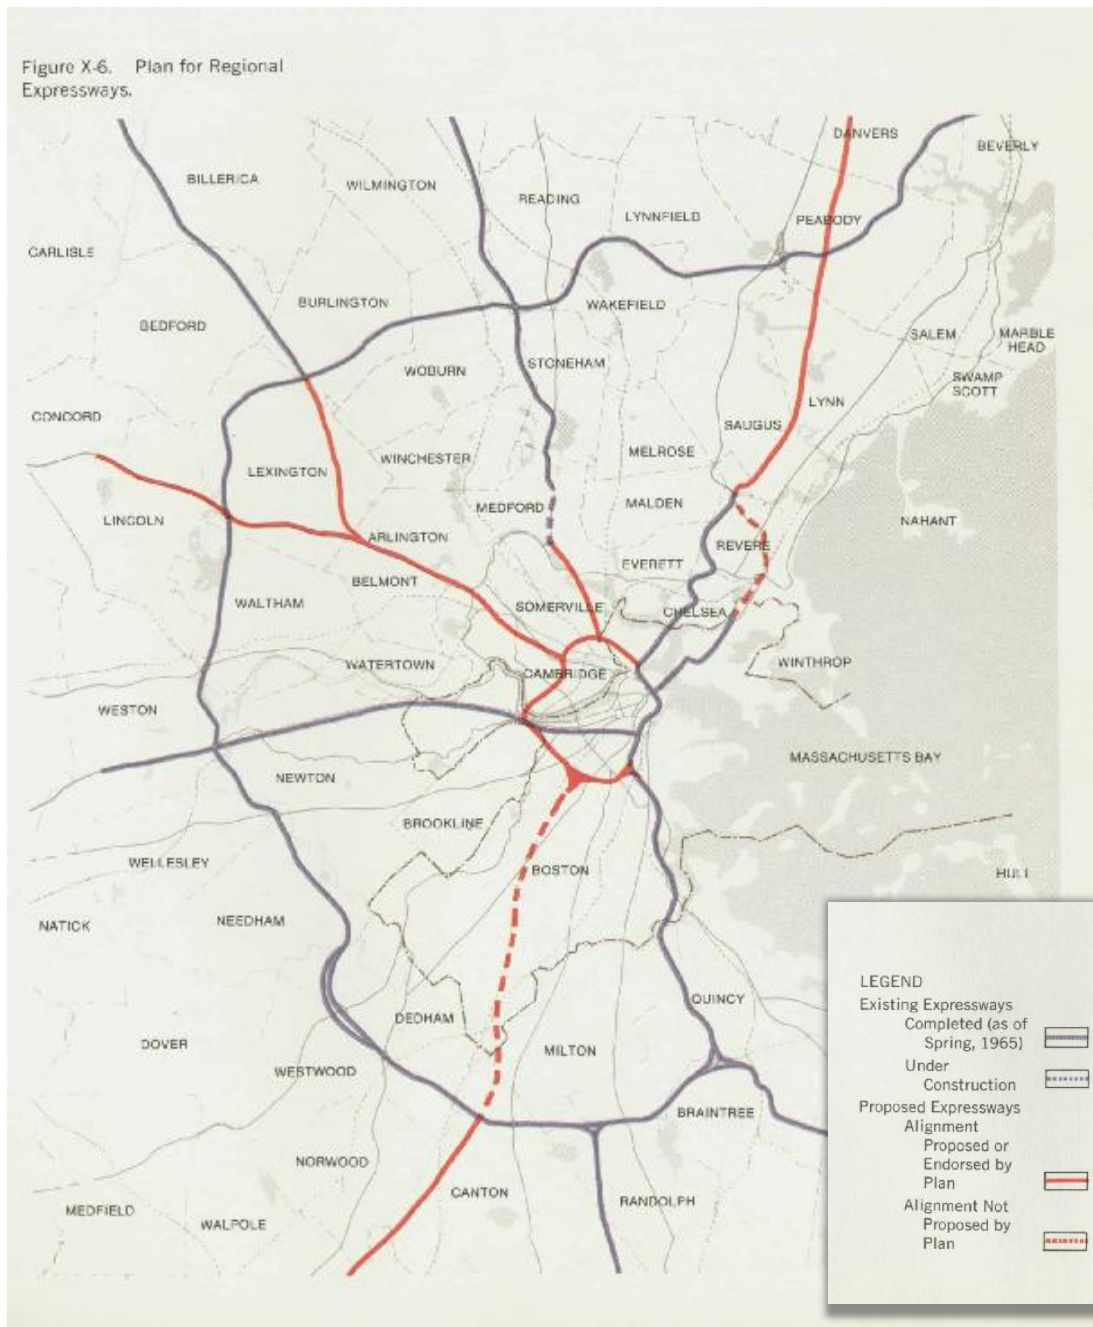 Figure X-6. Plan for Regional
Expressways.
DANVERS
BEVERLY
BILLERICA
WILMINGTON
READING
LYNNFIELD
PEABODY
CARLISLE
BURLINGTON
WAKEFIELD
BEDFORD
SALEM
MARBLE
HEAD
STONEHAM
WOBURN
SWAMP
SCOTT
LYNN
CONCORD
SAUGUS
MELROSE
WINCHESTER
LEXINGTON
MEDFORD
MALDEN
LINCOLN
NAHANT
ARLINGTON
REVERE
EVERETT
BELMONT
WALTHAM
SOMERVILLE
CHELSEA
WATERTOWN
WINTHROP
CAMBRIDGE
WESTON
MASSACHUSETTS BAY
NEWTON
BROOKLINE
WELLESLEY
BOSTON
HULL
NATICK
NEEDHAM
QUINCY
DEDHAM
DOVER
MILTON
WESTWOOD
BRAINTREE
NORWOOD
CANTON
RANDOLPH
MEDFIELD
WALPOLE
LEGEND
Existing Expressways
Completed (as of
Spring, 1965)
Under
Construction
Proposed Expressways
Alignment
Proposed or
Endorsed by
Plan
Alignment Not
Proposed by
Plan